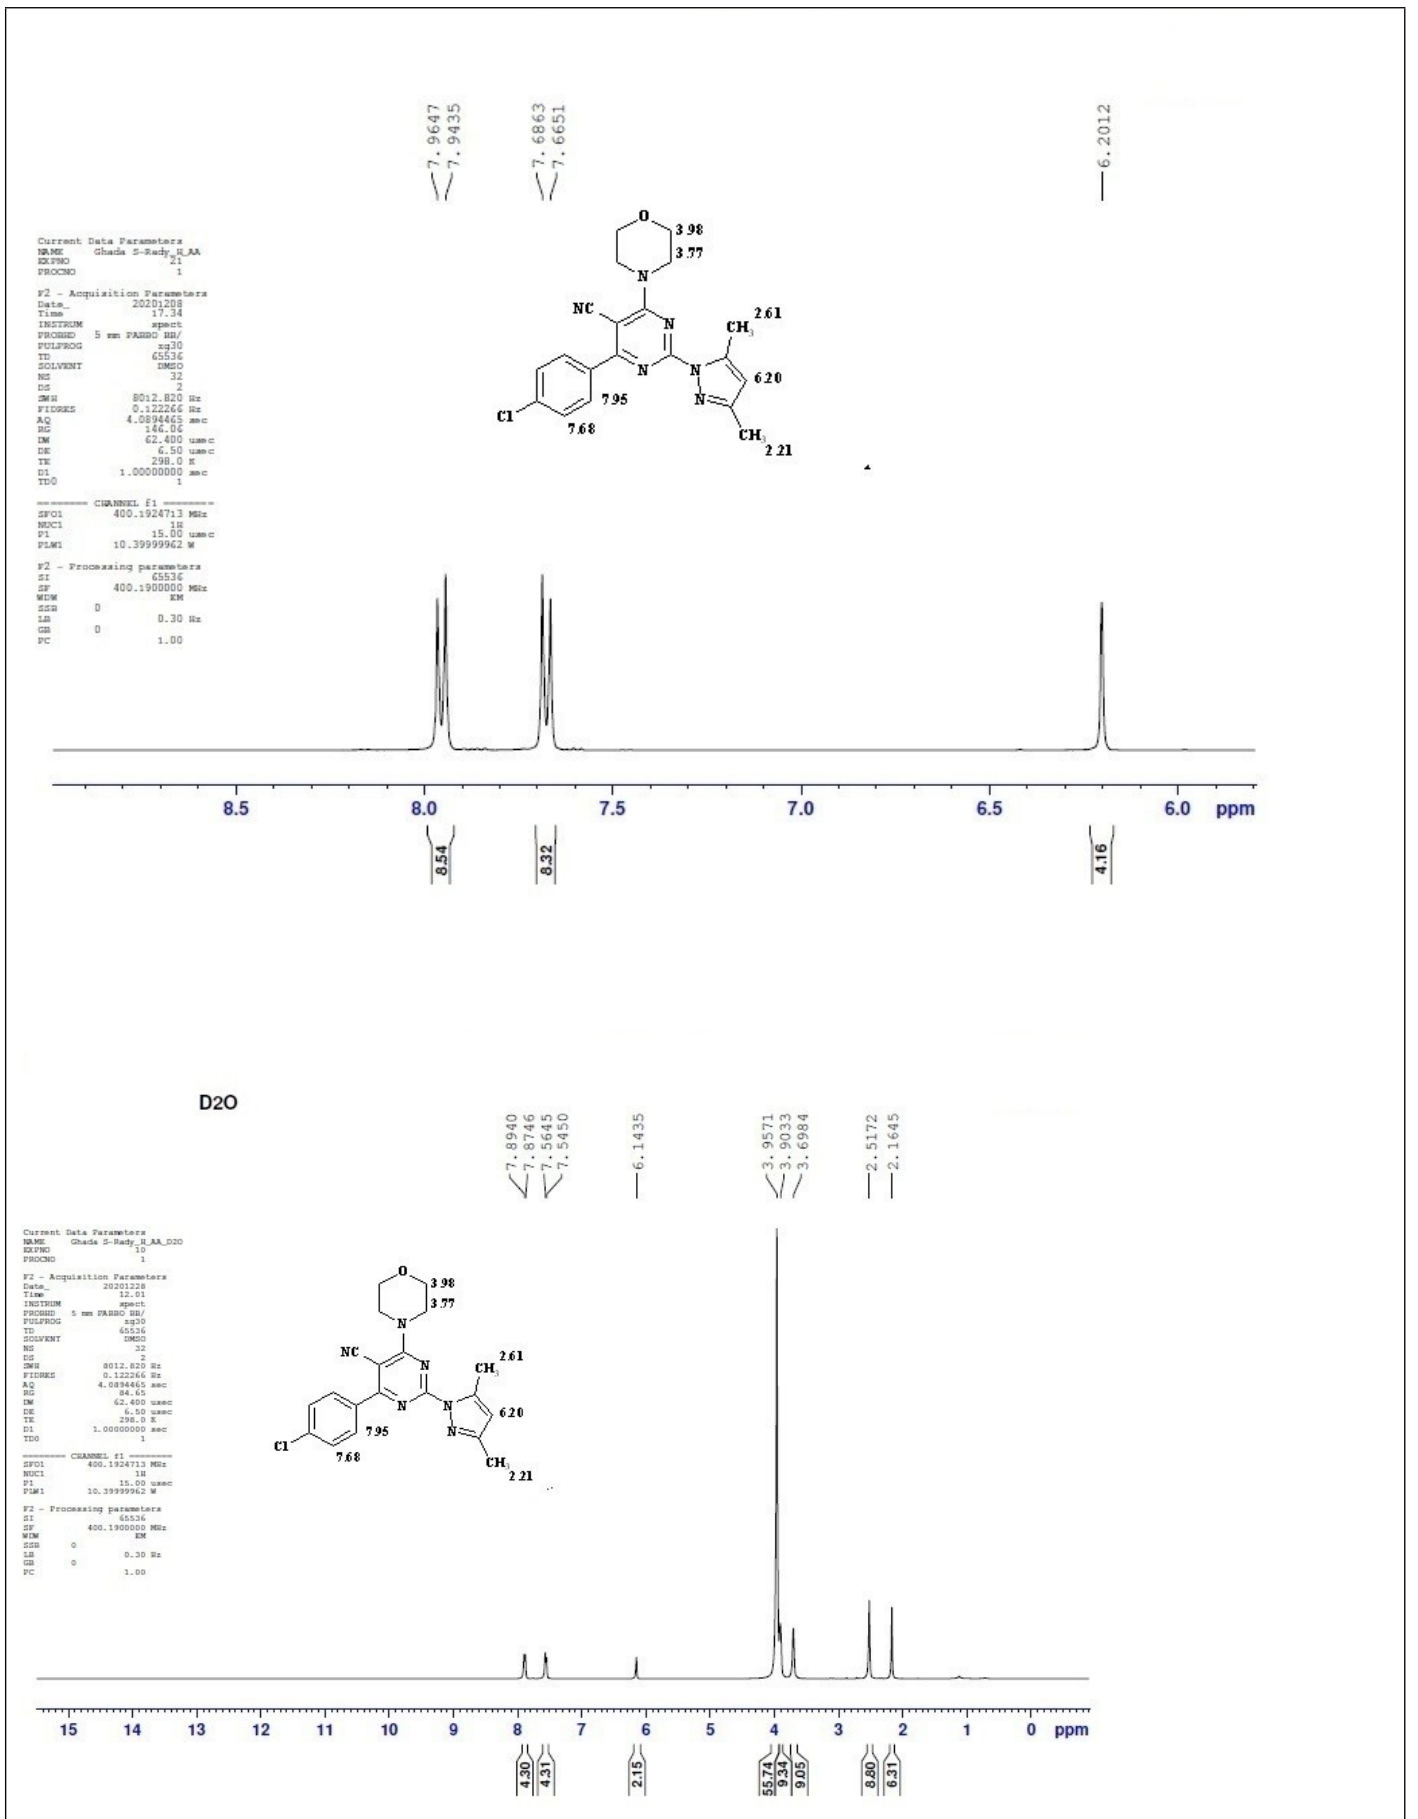 7.9647
7.9435
7.6863
7.6651
6.2012
Current Data Parameters
NAME Ghada S-Rady_H_AA
EXPNO 21
PROCNO 1
F2 - Acquisition Parameters
Date_ 20201208
Time 17.34
INSTRUM spect
PROBHD 5 mm PABBO BB/
PULPROG zg30
TD 65536
SOLVENT DMSO
NS 32
DS 2
SWH 8012.820 Hz
FIDRES 0.122266 Hz
AQ 4.0894465 sec
RG 146.06
DW 62.400 usec
DE 6.50 usec
TE 298.0 K
D1 1.00000000 sec
TD0 1
======== CHANNEL f1 ========
SFO1 400.1924713 MHz
NUC1 1H
P1 15.00 usec
PLW1 10.39999962 W
F2 - Processing parameters
SI 65536
SF 400.1900000 MHz
WDW EM
SSB 0
LB 0.30 Hz
GB 0
PC 1.00
O
3.98
3.77
N
NC
N
CH3 2.61
N
N
6.20
N
7.95
Cl
7.68
CH3 2.21
8.5 8.0 7.5 7.0 6.5 6.0 ppm
8.54
8.32
4.16
D2O
7.8940
7.8746
7.5645
7.5450
6.1435
3.9571
3.9033
3.6984
2.5172
2.1645
Current Data Parameters
NAME Ghada S-Rady_H_AA_D2O
EXPNO 10
PROCNO 1
F2 - Acquisition Parameters
Date_ 20201228
Time 12.01
INSTRUM spect
PROBHD 5 mm PABBO BB/
PULPROG zg30
TD 65536
SOLVENT DMSO
NS 32
DS 2
SWH 8012.820 Hz
FIDRES 0.122266 Hz
AQ 4.0894465 sec
RG 84.65
DW 62.400 usec
DE 6.50 usec
TE 298.0 K
D1 1.00000000 sec
TD0 1
======== CHANNEL f1 ========
SFO1 400.1924713 MHz
NUC1 1H
P1 15.00 usec
PLW1 10.39999962 W
F2 - Processing parameters
SI 65536
SF 400.1900000 MHz
WDW EM
SSB 0
LB 0.30 Hz
GB 0
PC 1.00
O
3.98
3.77
N
NC
N
CH3 2.61
N
N
6.20
N
7.95
Cl
7.68
CH3 2.21
15 14 13 12 11 10 9 8 7 6 5 4 3 2 1 0 ppm
4.30
4.31
2.15
55.74
9.34
9.05
8.80
6.31